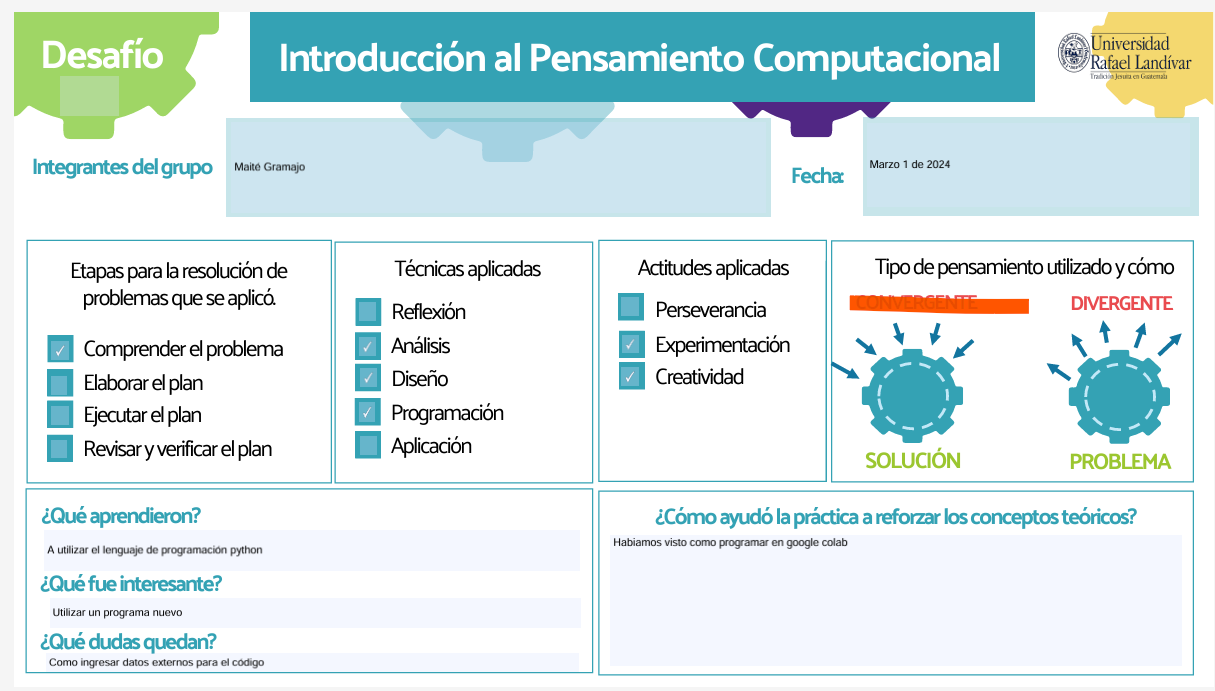 Desafío
Introducción al Pensamiento Computacional
Universidad
Rafael Landívar
Tradición Jesuita en Guatemala
Integrantes del grupo
Maité Gramajo
Fecha:
Marzo 1 de 2024
Etapas para la resolución de
problemas que se aplicó.
✓ Comprender el problema
Elaborar el plan
Ejecutar el plan
Revisar y verificar el plan
Técnicas aplicadas
Reflexión
✓ Análisis
✓ Diseño
✓ Programación
Aplicación
Actitudes aplicadas
Perseverancia
✓ Experimentación
✓ Creatividad
Tipo de pensamiento utilizado y cómo
CONVERGENTE
SOLUCIÓN
DIVERGENTE
PROBLEMA
¿Qué aprendieron?
A utilizar el lenguaje de programación python
¿Qué fue interesante?
Utilizar un programa nuevo
¿Qué dudas quedan?
Como ingresar datos externos para el código
¿Cómo ayudó la práctica a reforzar los conceptos teóricos?
Habiamos visto como programar en google colab